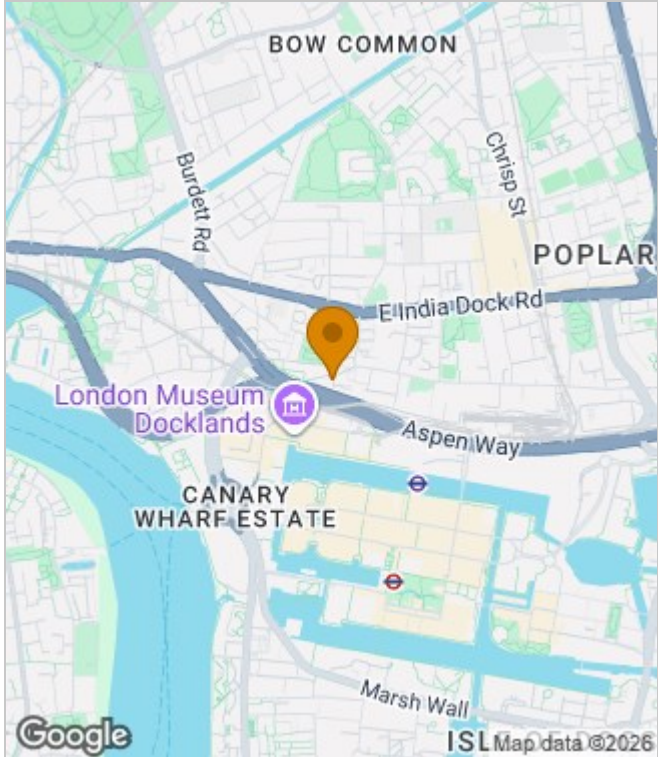 BOW COMMON
Burdett Rd
Chrisp St
POPLAR
E India Dock Rd
London Museum
Docklands
Aspen Way
CANARY
WHARF ESTATE
Marsh Wall
Google
ISL
Map data ©2026